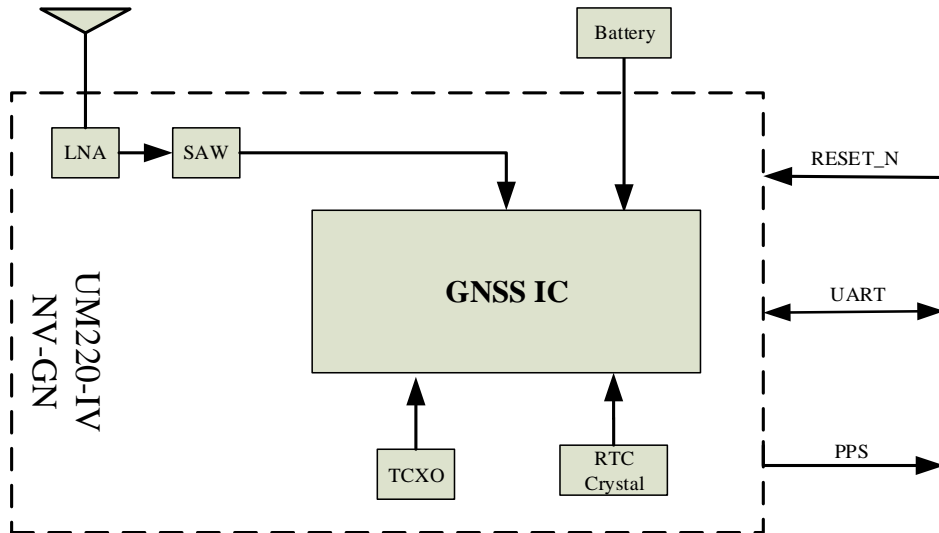 Battery
LNA
SAW
RESET_N
GNSS IC
UART
UM220-IV
NV-GN
TCXO
RTC
Crystal
PPS